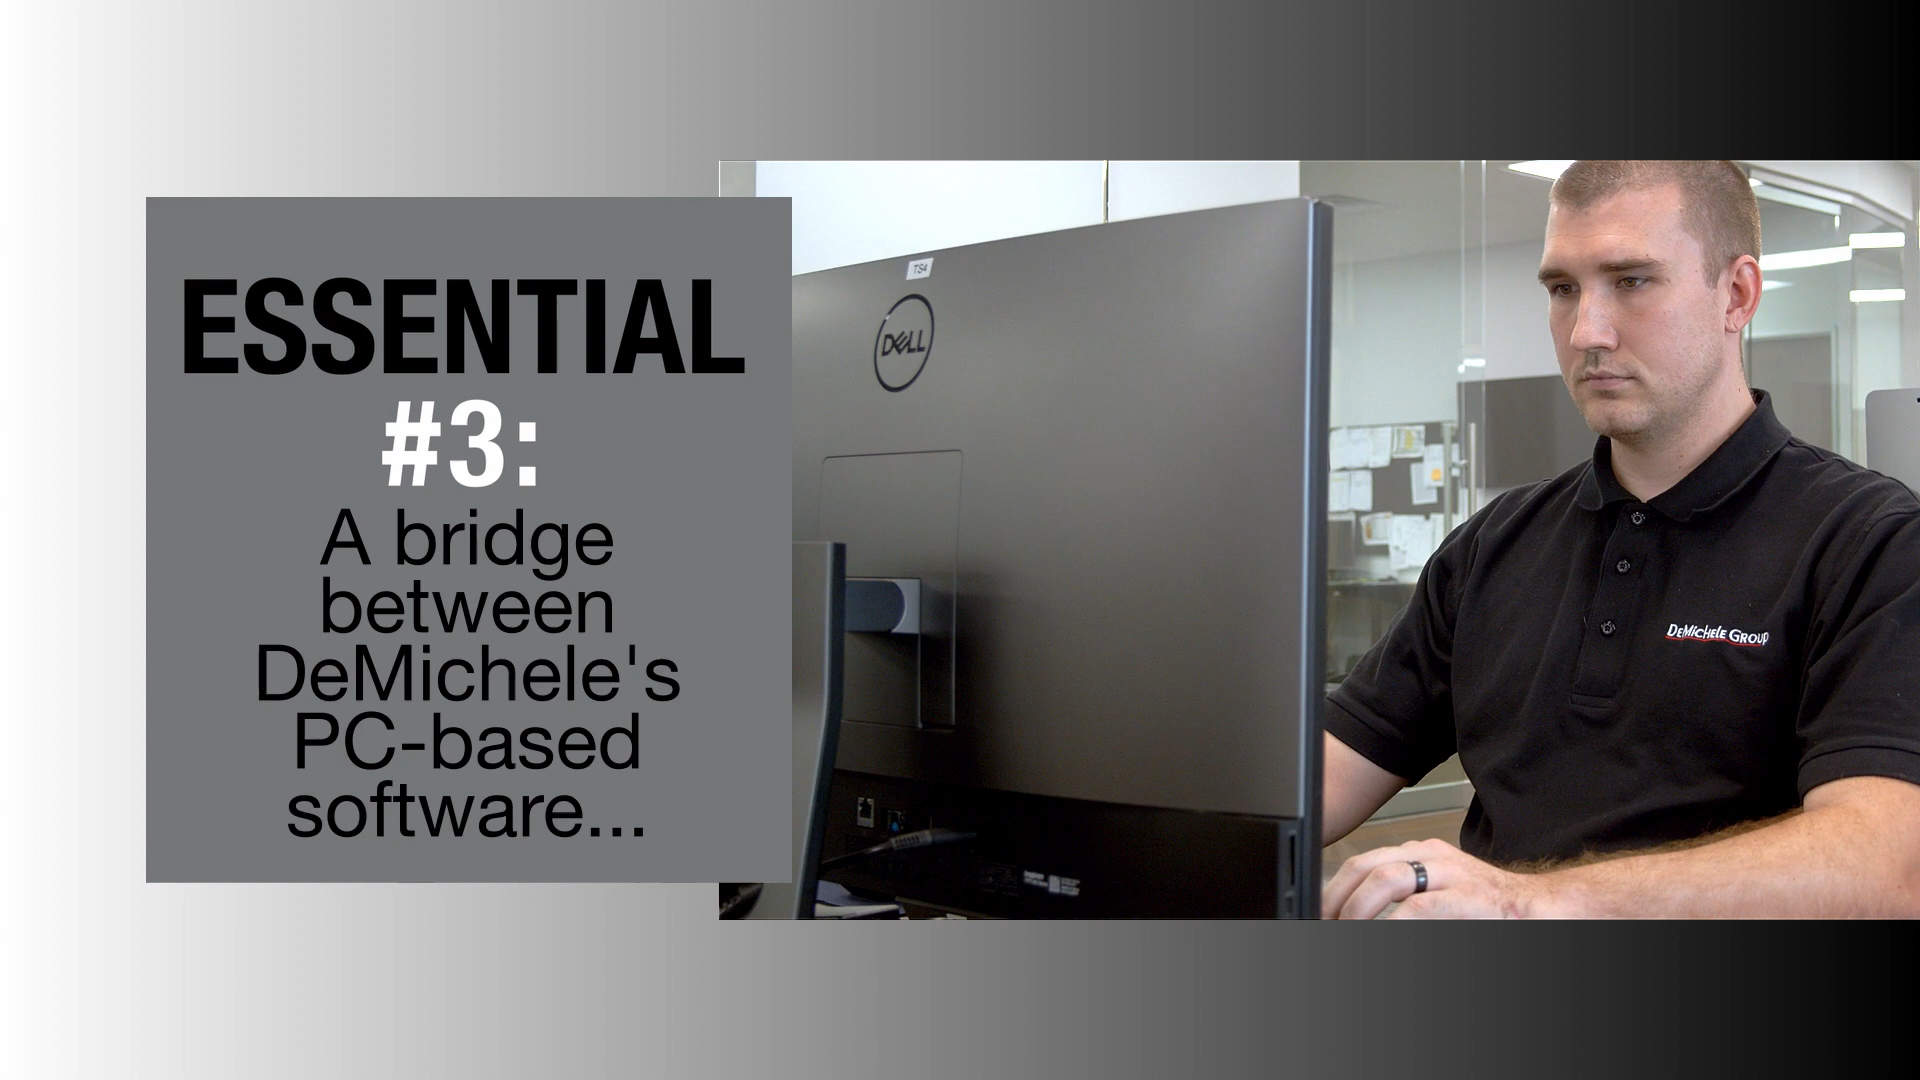 ESSENTIAL
#3:
A bridge
between
DeMichele's
PC-based
software...
TS4
DELL
DeMichele Group